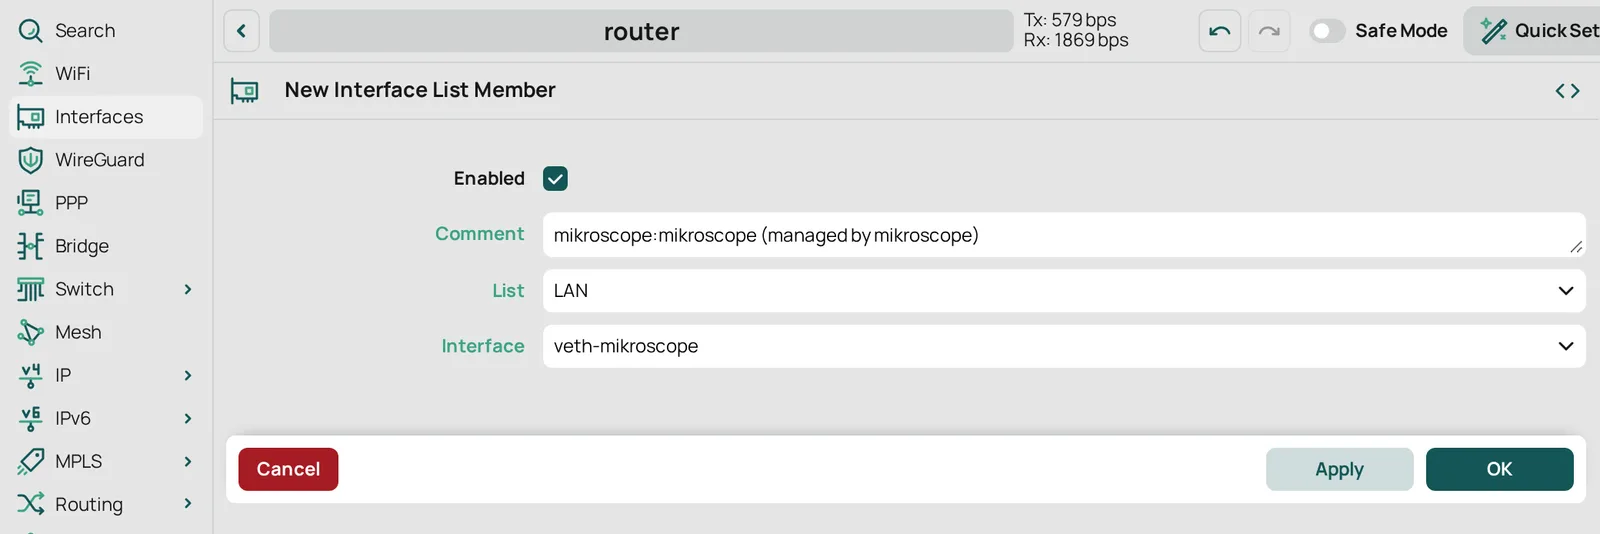 Search
WiFi
Interfaces
WireGuard
PPP
Bridge
Switch
Mesh
v4 IP
v6 IPv6
MPLS
Routing
router
Tx: 579 bps
Rx: 1869 bps
Safe Mode
Quick Set
New Interface List Member
Enabled
Comment mikroscope:mikroscope (managed by mikroscope)
List LAN
Interface veth-mikroscope
Cancel
Apply
OK